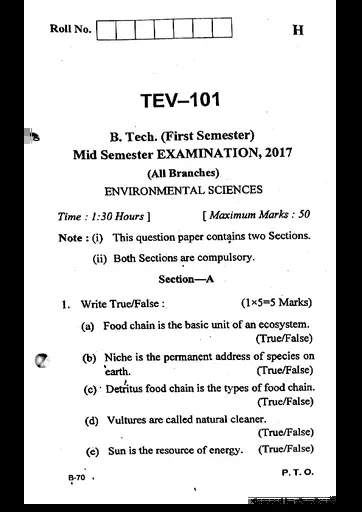 Roll No.
H
TEV–101
B. Tech. (First Semester)
Mid Semester EXAMINATION, 2017
(All Branches)
ENVIRONMENTAL SCIENCES
Time : 1:30 Hours ] [ Maximum Marks : 50
Note : (i) This question paper contains two Sections.
(ii) Both Sections are compulsory.
Section—A
1. Write True/False : (1×5=5 Marks)
(a) Food chain is the basic unit of an ecosystem.
(True/False)
(b) Niche is the permanent address of species on
earth. (True/False)
(c) Detritus food chain is the types of food chain.
(True/False)
(d) Vultures are called natural cleaner.
(True/False)
(e) Sun is the resource of energy. (True/False)
B-70 P. T. O.